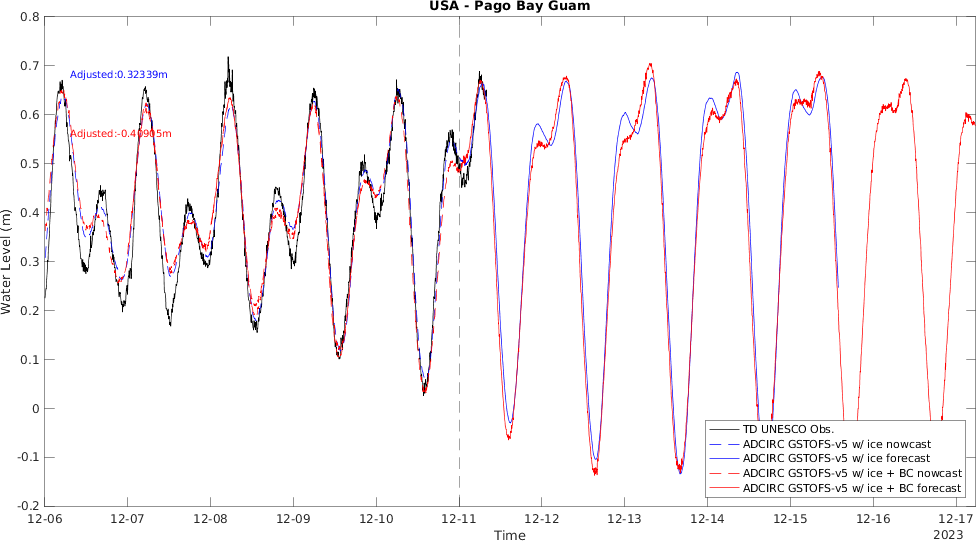 USA - Pago Bay Guam
0.8
0.7
0.6
0.5
0.4
0.3
0.2
0.1
0
-0.1
-0.2
Water Level (m)
Adjusted:0.32339m
Adjusted:-0.40905m
TD UNESCO Obs.
ADCIRC GSTOFS-v5 w/ ice nowcast
ADCIRC GSTOFS-v5 w/ ice forecast
ADCIRC GSTOFS-v5 w/ ice + BC nowcast
ADCIRC GSTOFS-v5 w/ ice + BC forecast
12-06 12-07 12-08 12-09 12-10 12-11 12-12 12-13 12-14 12-15 12-16 12-17
Time
2023